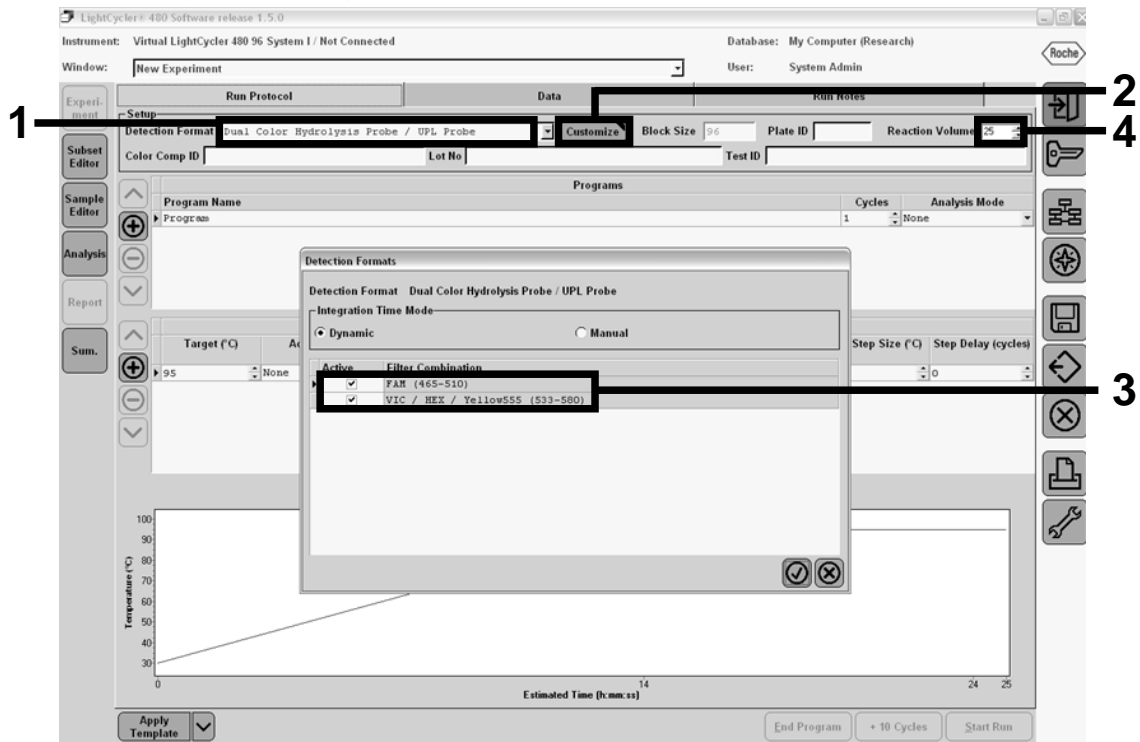 LightCycler® 480 Software release 1.5.0
Instrument: Virtual LightCycler 480 96 System I / Not Connected Database: My Computer (Research)
Window: New Experiment User: System Admin
Roche
Experi-
ment
Subset
Editor
Sample
Editor
Analysis
Report
Sum.
Run Protocol Data Run Notes
Setup
Detection Format Dual Color Hydrolysis Probe / UPL Probe Customize Block Size 96 Plate ID Reaction Volume 25
Color Comp ID Lot No Test ID
1
2
4
3
Programs
Program Name Cycles Analysis Mode
Program 1 None
Target (°C) Step Size (°C) Step Delay (cycles)
95 None 0
Detection Formats
Detection Format Dual Color Hydrolysis Probe / UPL Probe
Integration Time Mode
Dynamic Manual
Active Filter Combination
FAM (465-510)
VIC / HEX / Yellow555 (533-580)
Temperature (°C)
100
90
80
70
60
50
40
30
0 14 24 25
Estimated Time (h:mm:ss)
Apply
Template
End Program + 10 Cycles Start Run